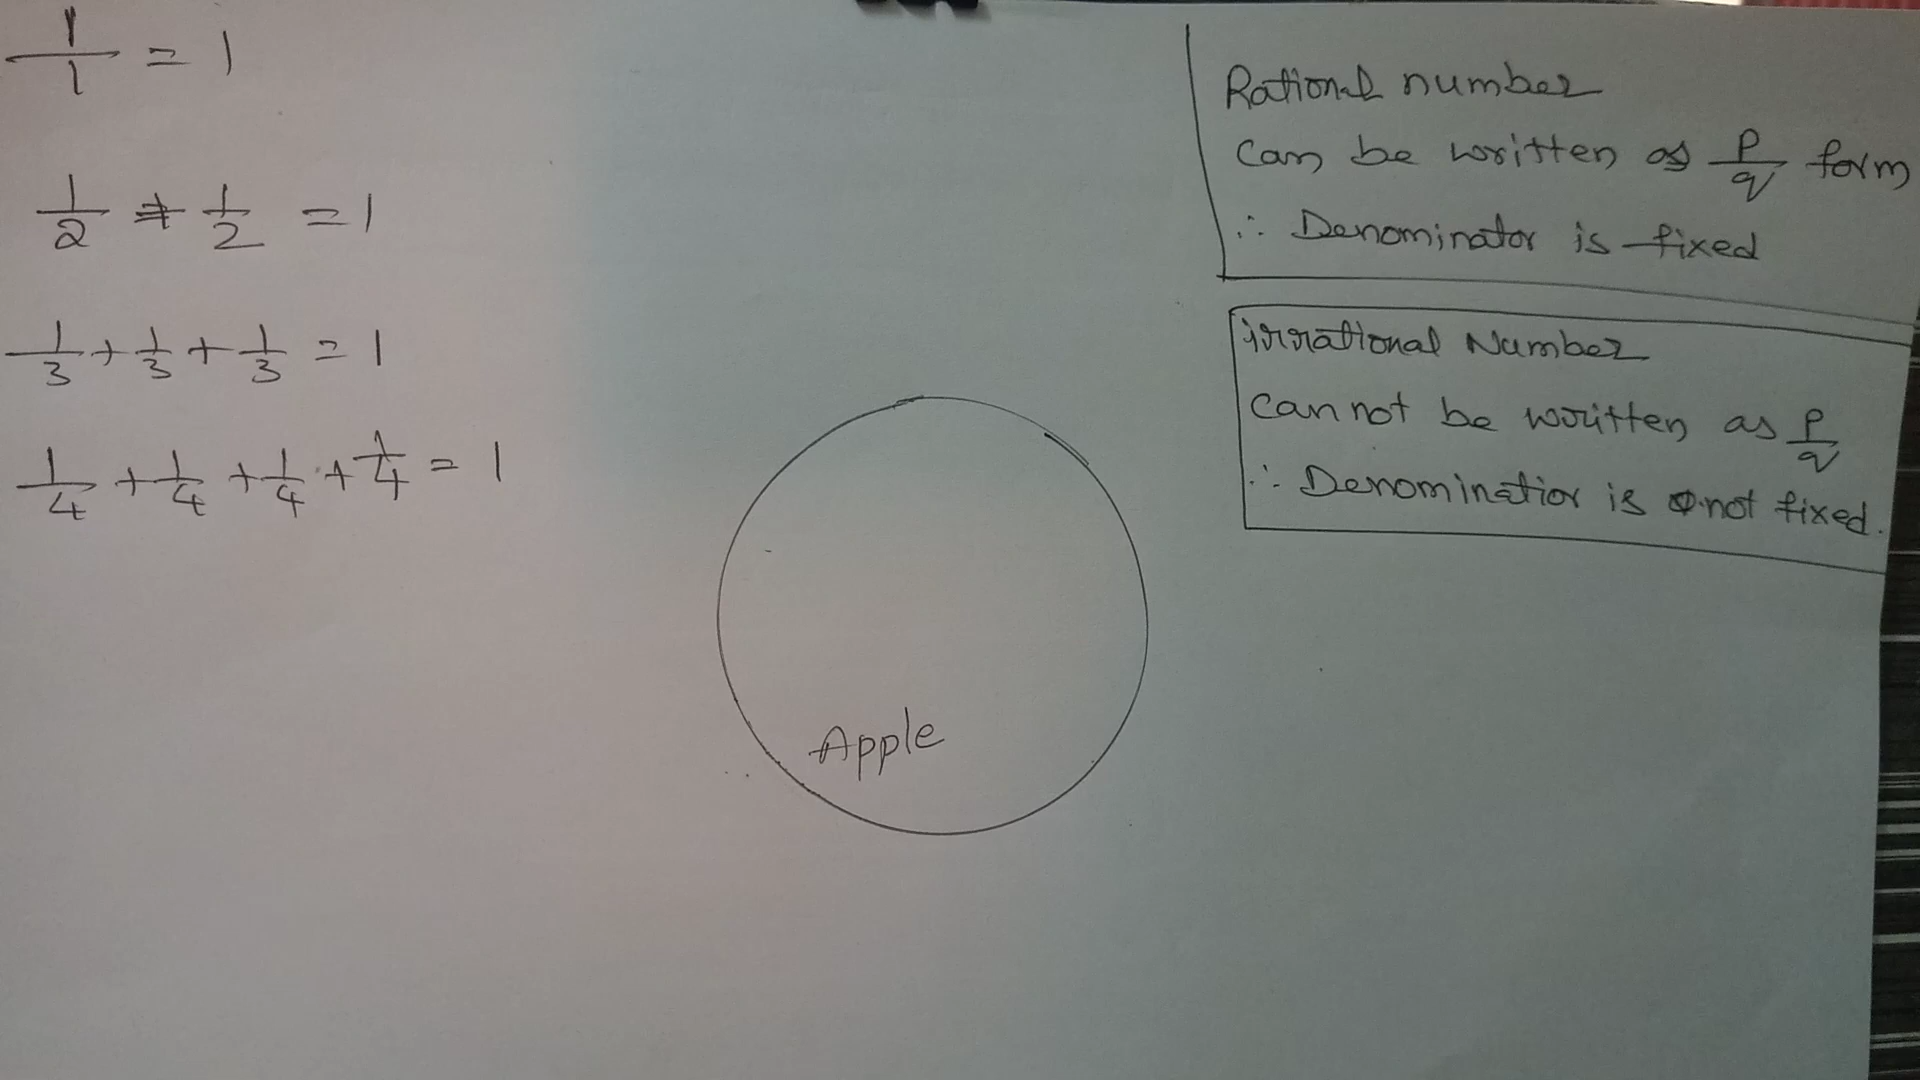 1/1 = 1
1/2 + 1/2 = 1
1/3 + 1/3 + 1/3 = 1
1/4 + 1/4 + 1/4 + 1/4 = 1
Apple
Rational number
Can be written as p/q form
∴ Denominator is fixed
irrational Number
cannot be written as p/q
∴ Denominatior is not fixed.